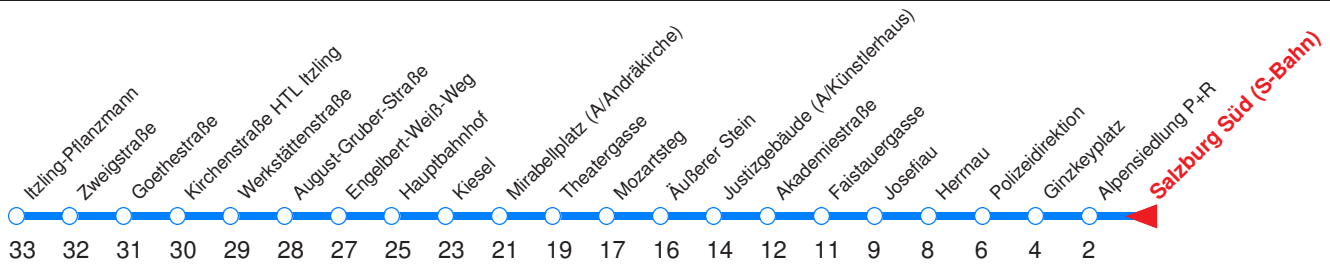 Itzling-Pflanzmann
Zweigstraße
Goethestraße
Kirchenstraße HTL Itzling
Werkstättenstraße
August-Gruber-Straße
Engelbert-Weiß-Weg
Hauptbahnhof
Kiesel
Mirabellplatz (A/Andräkirche)
Theatergasse
Mozartsteg
Äußerer Stein
Justizgebäude (A/Künstlerhaus)
Akademiestraße
Faistauergasse
Josefiau
Herrnau
Polizeidirektion
Ginzkeyplatz
Alpensiedlung P+R
Salzburg Süd (S-Bahn)
33 32 31 30 29 28 27 25 23 21 19 17 16 14 12 11 9 8 6 4 2